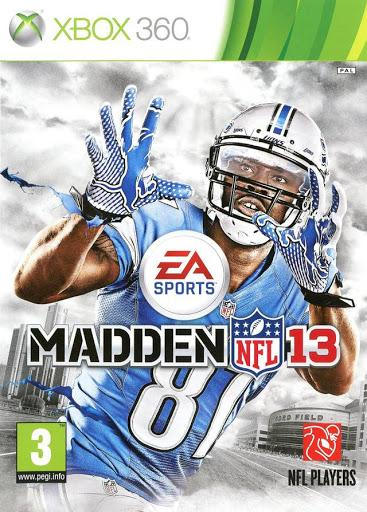 XBOX 360
PAL
EA
SPORTS
MADDEN NFL 13
81
FORD FIELD
3
www.pegi.info
NFL PLAYERS